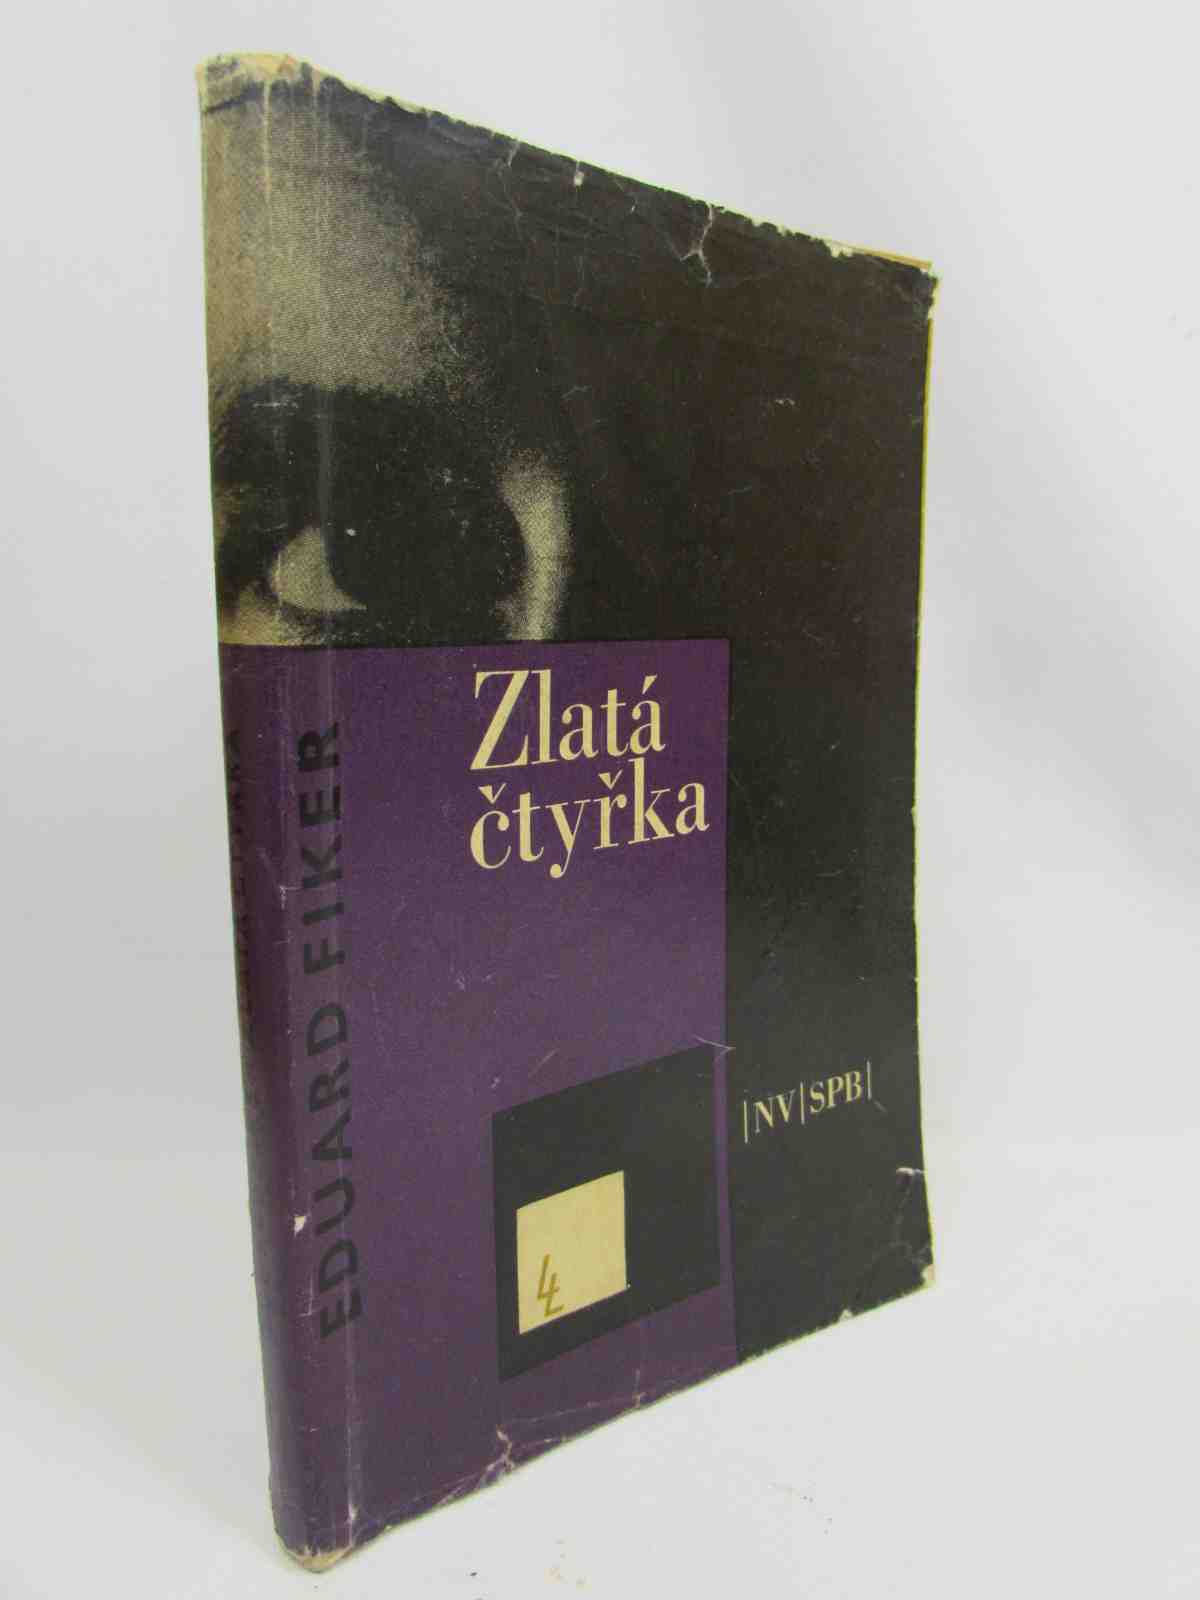 Zlatá
čtyřka
EDUARD FIKER
|NV|SPB|
4